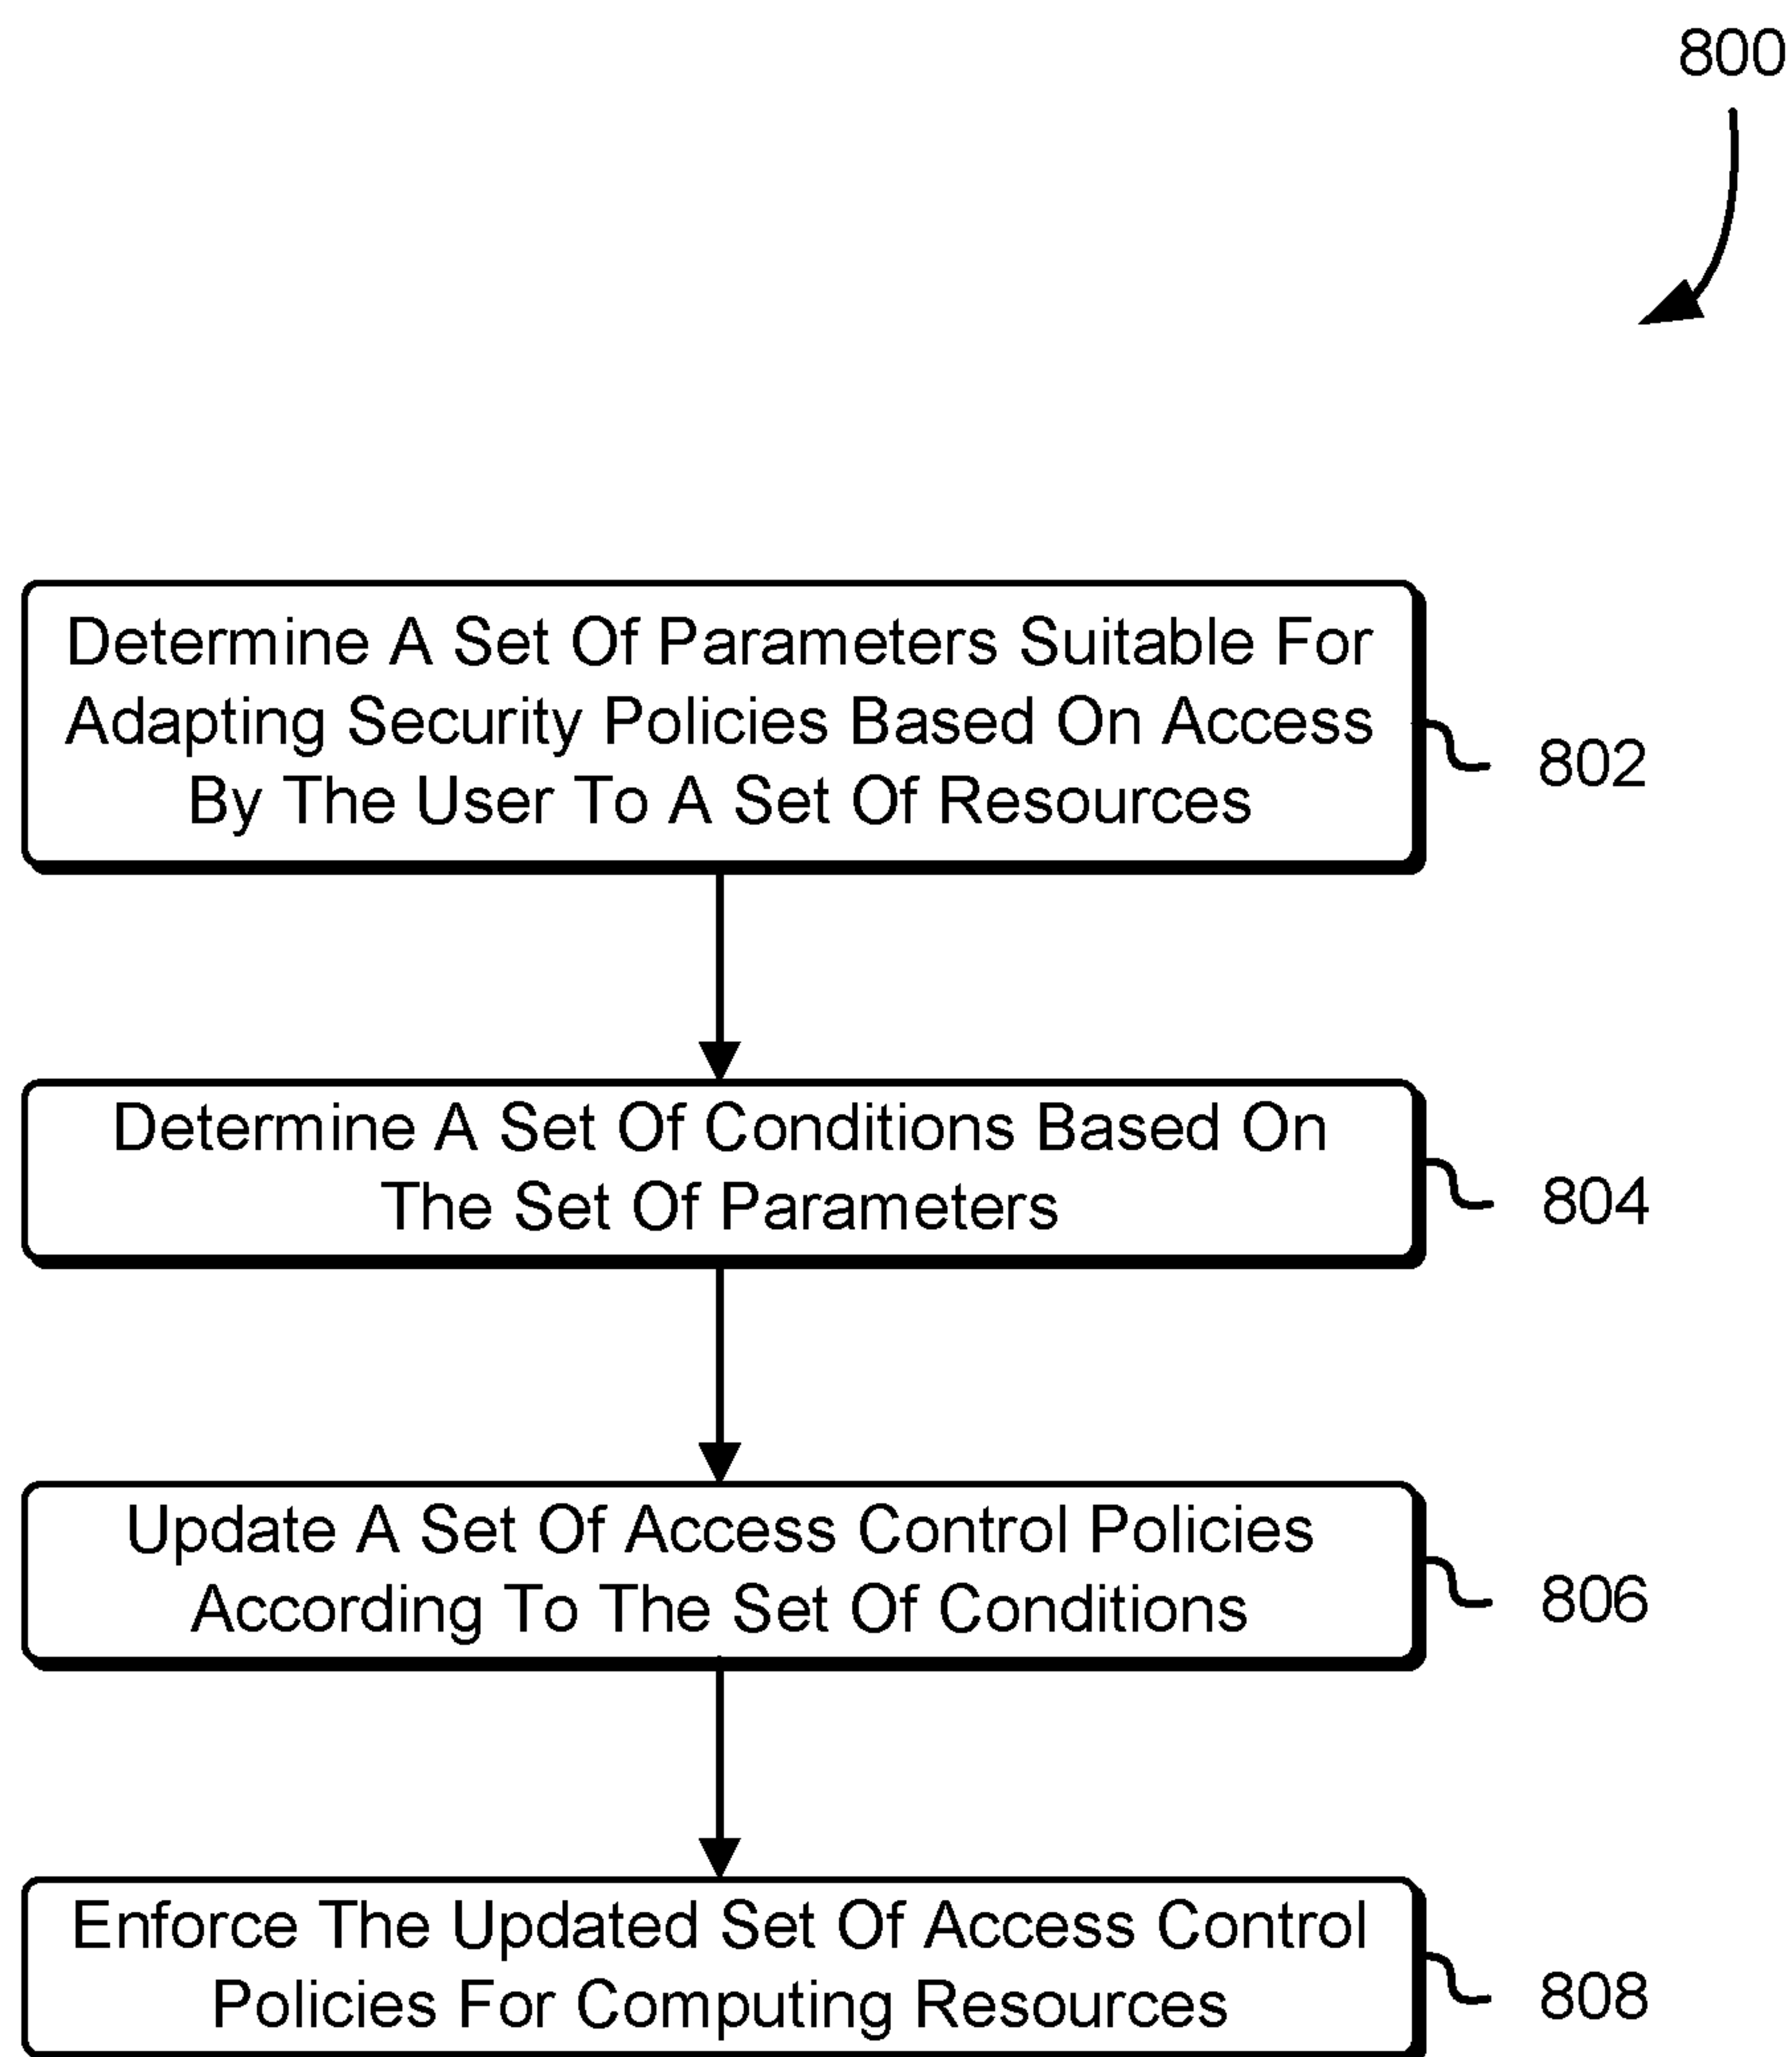 800
Determine A Set Of Parameters Suitable For
Adapting Security Policies Based On Access
By The User To A Set Of Resources
802
Determine A Set Of Conditions Based On
The Set Of Parameters
804
Update A Set Of Access Control Policies
According To The Set Of Conditions
806
Enforce The Updated Set Of Access Control
Policies For Computing Resources
808